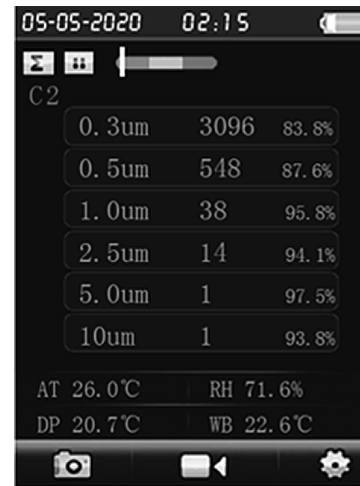 05-05-2020 02:15
Σ
C2
0.3um 3096 83.8%
0.5um 548 87.6%
1.0um 38 95.8%
2.5um 14 94.1%
5.0um 1 97.5%
10um 1 93.8%
AT 26.0℃ RH 71.6%
DP 20.7℃ WB 22.6℃